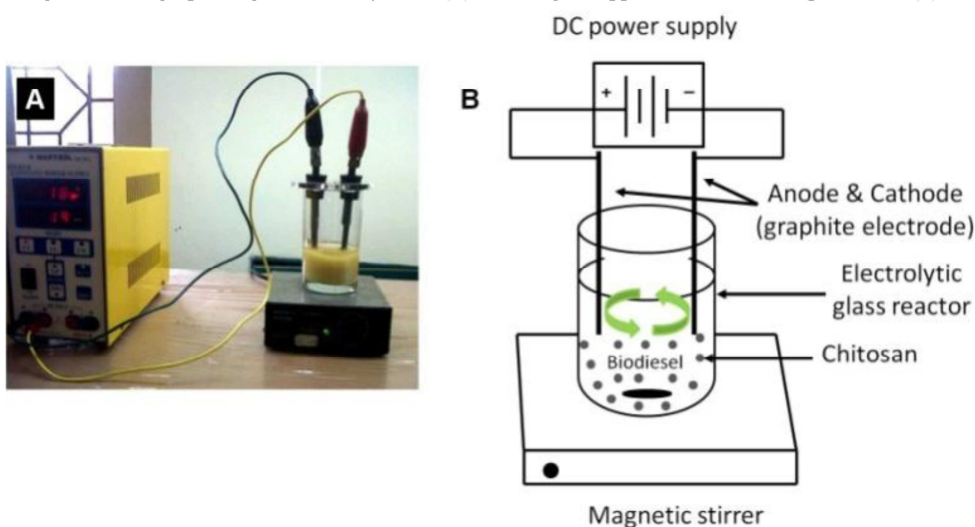 DC power supply
A
B
+
−
Anode & Cathode
(graphite electrode)
Electrolytic
glass reactor
Chitosan
Biodiesel
Magnetic stirrer